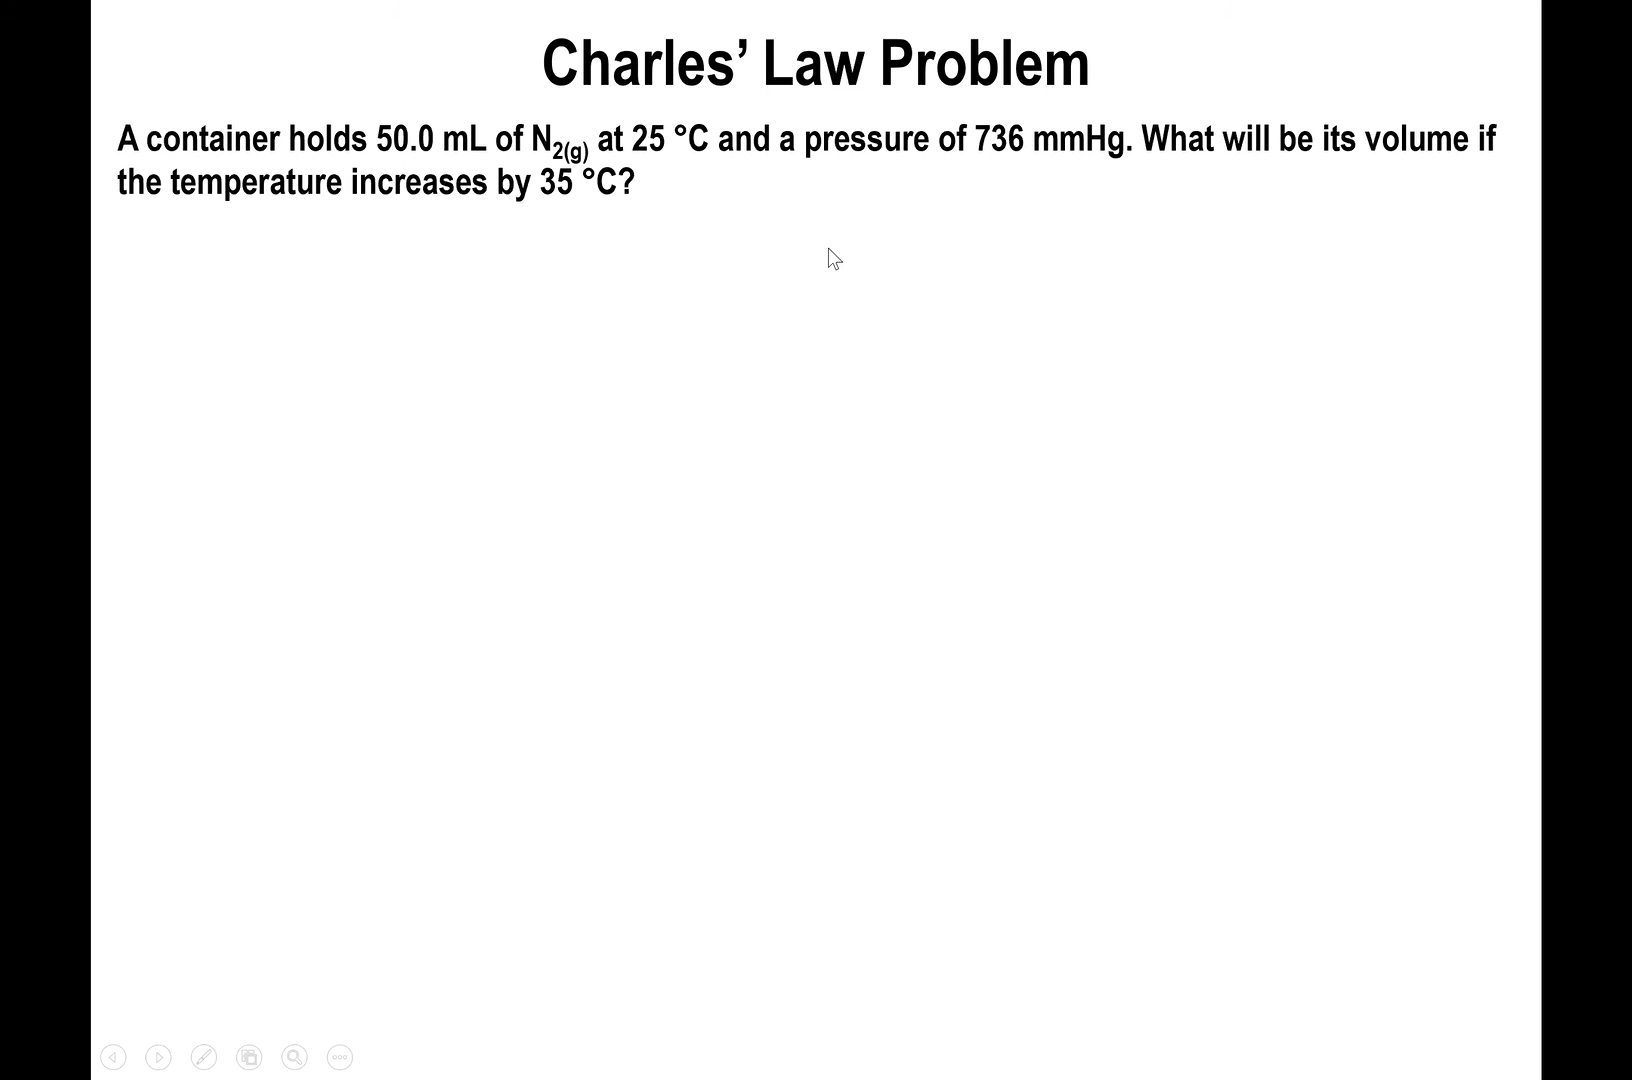 Charles’ Law Problem
A container holds 50.0 mL of N2(g) at 25 °C and a pressure of 736 mmHg. What will be its volume if
the temperature increases by 35 °C?